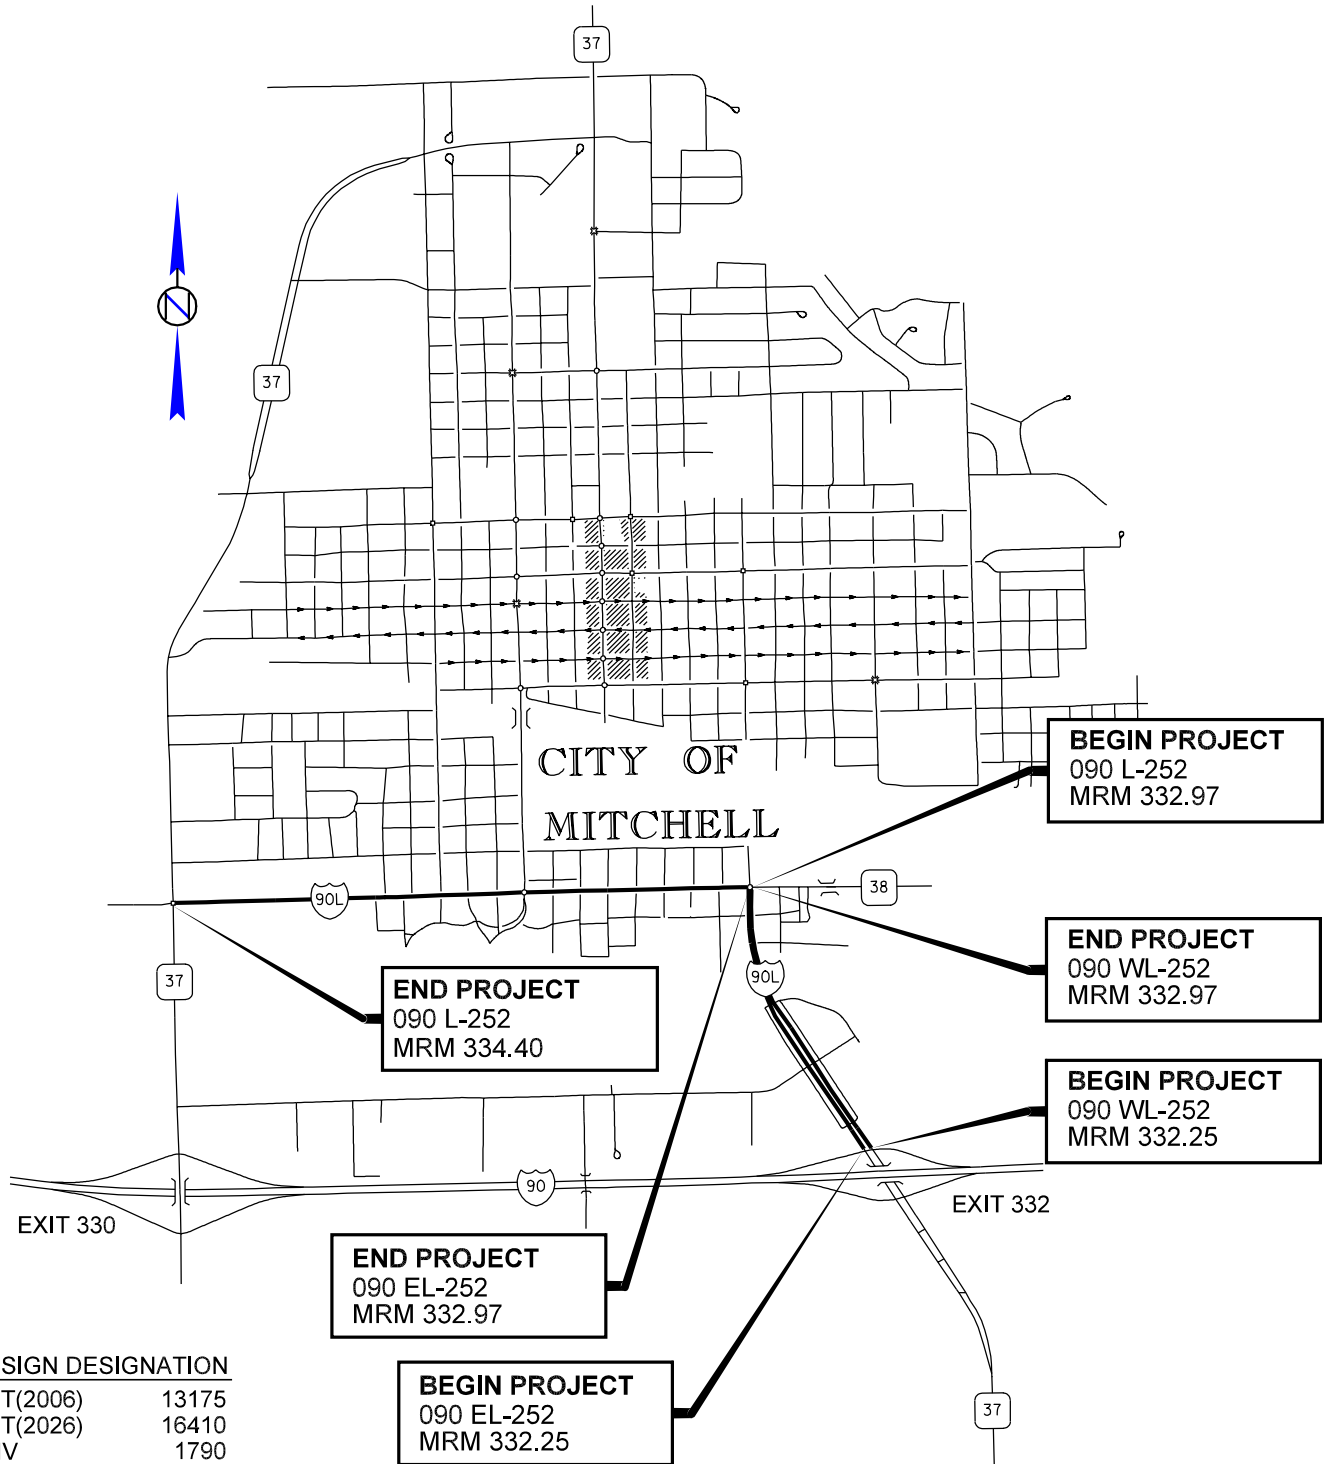 37
37
CITY OF
MITCHELL
BEGIN PROJECT
090 L-252
MRM 332.97
90L
38
END PROJECT
090 WL-252
MRM 332.97
37
90L
END PROJECT
090 L-252
MRM 334.40
BEGIN PROJECT
090 WL-252
MRM 332.25
90
EXIT 330
EXIT 332
END PROJECT
090 EL-252
MRM 332.97
BEGIN PROJECT
090 EL-252
MRM 332.25
37
SIGN DESIGNATION
T(2006) 13175
T(2026) 16410
V 1790